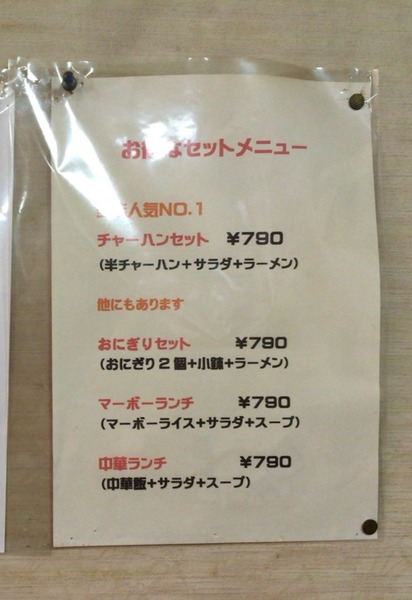 お得なセットメニュー
人気NO.1
チャーハンセット ¥790
(半チャーハン+サラダ+ラーメン)
他にもあります
おにぎりセット ¥790
(おにぎり2個+小鉢+ラーメン)
マーボーランチ ¥790
(マーボーライス+サラダ+スープ)
中華ランチ ¥790
(中華飯+サラダ+スープ)